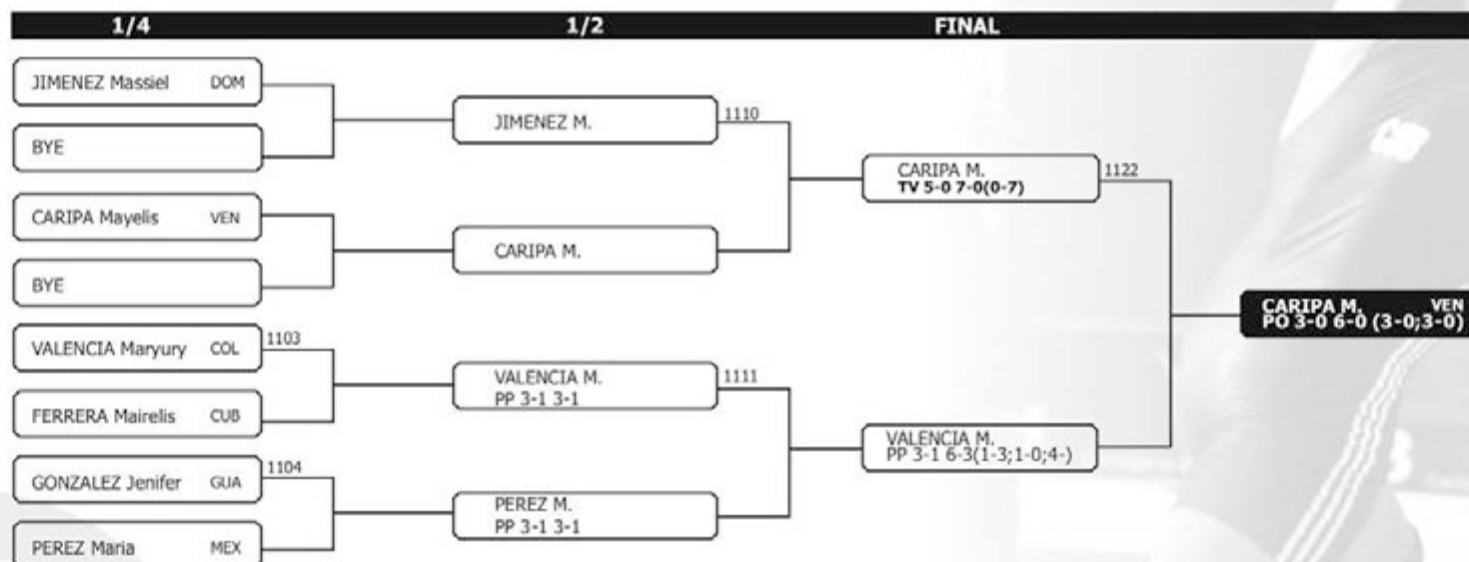 1/4 1/2 FINAL
JIMENEZ Massiel DOM
BYE
CARIPA Mayelis VEN
BYE
VALENCIA Maryury COL
1103
FERRERA Mairelis CUB
GONZALEZ Jenifer GUA
1104
PEREZ Maria MEX
JIMENEZ M.
1110
CARIPA M.
VALENCIA M.
PP 3-1 3-1
1111
PEREZ M.
PP 3-1 3-1
CARIPA M.
TV 5-0 7-0(0-7)
1122
VALENCIA M.
PP 3-1 6-3(1-3;1-0;4-)
CARIPA M. VEN
PO 3-0 6-0 (3-0;3-0)